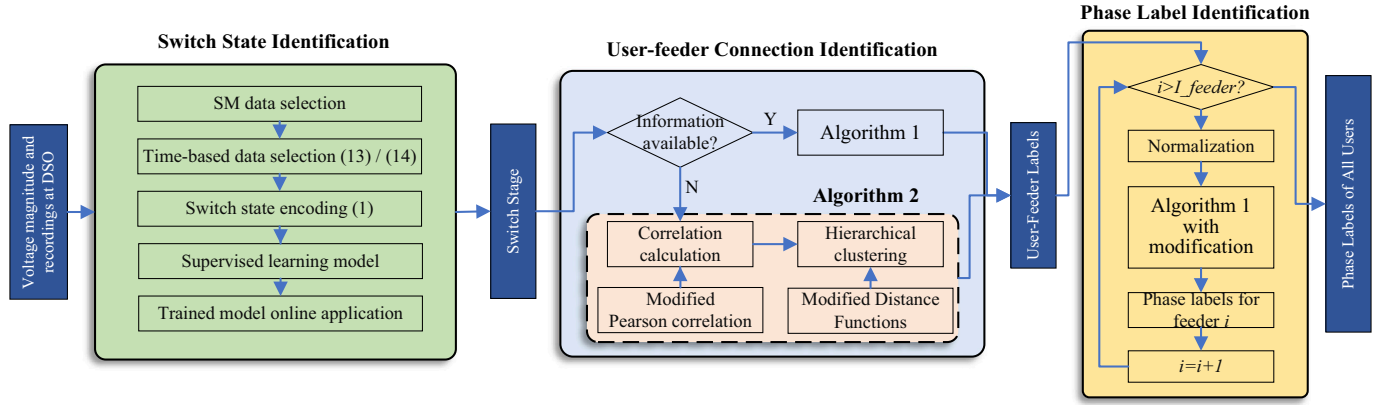 Voltage magnitude and
recordings at DSO
Switch State Identification
SM data selection
Time-based data selection (13) / (14)
Switch state encoding (1)
Supervised learning model
Trained model online application
Switch Stage
User-feeder Connection Identification
Information
available?
Y
Algorithm 1
N
Algorithm 2
Correlation
calculation
Hierarchical
clustering
Modified
Pearson correlation
Modified Distance
Functions
User-Feeder Labels
Phase Label Identification
i>I_feeder?
Normalization
Algorithm 1
with
modification
Phase labels for
feeder i
i=i+1
Phase Labels of All Users